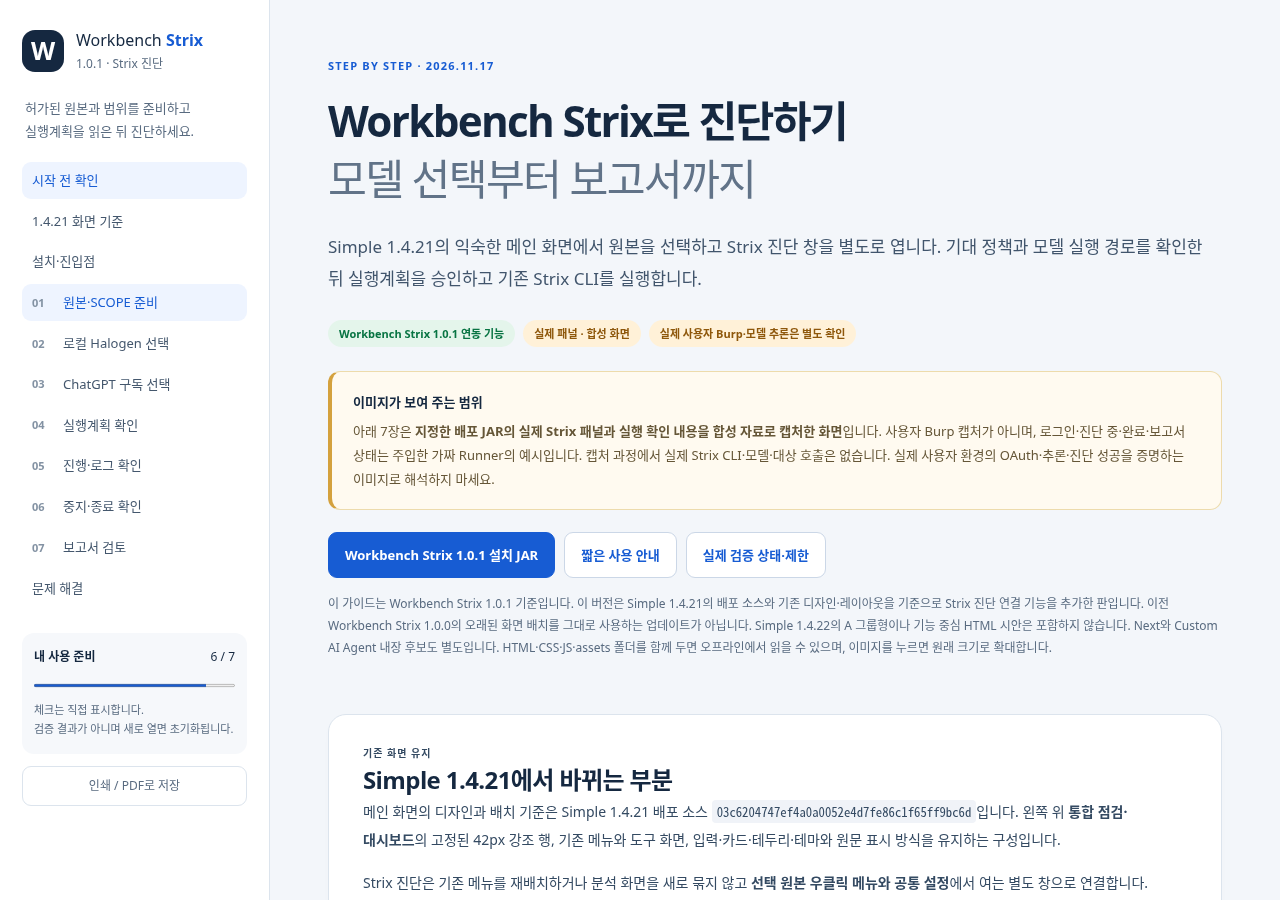 W
Workbench Strix
1.0.1 · Strix 진단
허가된 원본과 범위를 준비하고
실행계획을 읽은 뒤 진단하세요.
시작 전 확인
1.4.21 화면 기준
설치·진입점
01 원본·SCOPE 준비
02 로컬 Halogen 선택
03 ChatGPT 구독 선택
04 실행계획 확인
05 진행·로그 확인
06 중지·종료 확인
07 보고서 검토
문제 해결
내 사용 준비 6 / 7
체크는 직접 표시합니다.
검증 결과가 아니며 새로 열면 초기화됩니다.
인쇄 / PDF로 저장
STEP BY STEP · 2026.11.17
Workbench Strix로 진단하기
모델 선택부터 보고서까지
Simple 1.4.21의 익숙한 메인 화면에서 원본을 선택하고 Strix 진단 창을 별도로 엽니다. 기대 정책과 모델 실행 경로를 확인한
뒤 실행계획을 승인하고 기존 Strix CLI를 실행합니다.
Workbench Strix 1.0.1 연동 기능 실제 패널 · 합성 화면 실제 사용자 Burp·모델 추론은 별도 확인
이미지가 보여 주는 범위
아래 7장은 지정한 배포 JAR의 실제 Strix 패널과 실행 확인 내용을 합성 자료로 캡처한 화면입니다. 사용자 Burp 캡처가 아니며, 로그인·진단 중·완료·보고서
상태는 주입한 가짜 Runner의 예시입니다. 캡처 과정에서 실제 Strix CLI·모델·대상 호출은 없습니다. 실제 사용자 환경의 OAuth·추론·진단 성공을 증명하는
이미지로 해석하지 마세요.
Workbench Strix 1.0.1 설치 JAR 짧은 사용 안내 실제 검증 상태·제한
이 가이드는 Workbench Strix 1.0.1 기준입니다. 이 버전은 Simple 1.4.21의 배포 소스와 기존 디자인·레이아웃을 기준으로 Strix 진단 연결 기능을 추가한 판입니다. 이전
Workbench Strix 1.0.0의 오래된 화면 배치를 그대로 사용하는 업데이트가 아닙니다. Simple 1.4.22의 A 그룹형이나 기능 중심 HTML 시안은 포함하지 않습니다. Next와 Custom
AI Agent 내장 후보도 별도입니다. HTML·CSS·JS·assets 폴더를 함께 두면 오프라인에서 읽을 수 있으며, 이미지를 누르면 원래 크기로 확대합니다.
기존 화면 유지
Simple 1.4.21에서 바뀌는 부분
메인 화면의 디자인과 배치 기준은 Simple 1.4.21 배포 소스 03c6204747ef4a0a0052e4d7fe86c1f65ff9bc6d 입니다. 왼쪽 위 통합 점검·
대시보드의 고정된 42px 강조 행, 기존 메뉴와 도구 화면, 입력·카드·테두리·테마와 원문 표시 방식을 유지하는 구성입니다.
Strix 진단은 기존 메뉴를 재배치하거나 분석 화면을 새로 묶지 않고 선택 원본 우클릭 메뉴와 공통 설정에서 여는 별도 창으로 연결합니다.